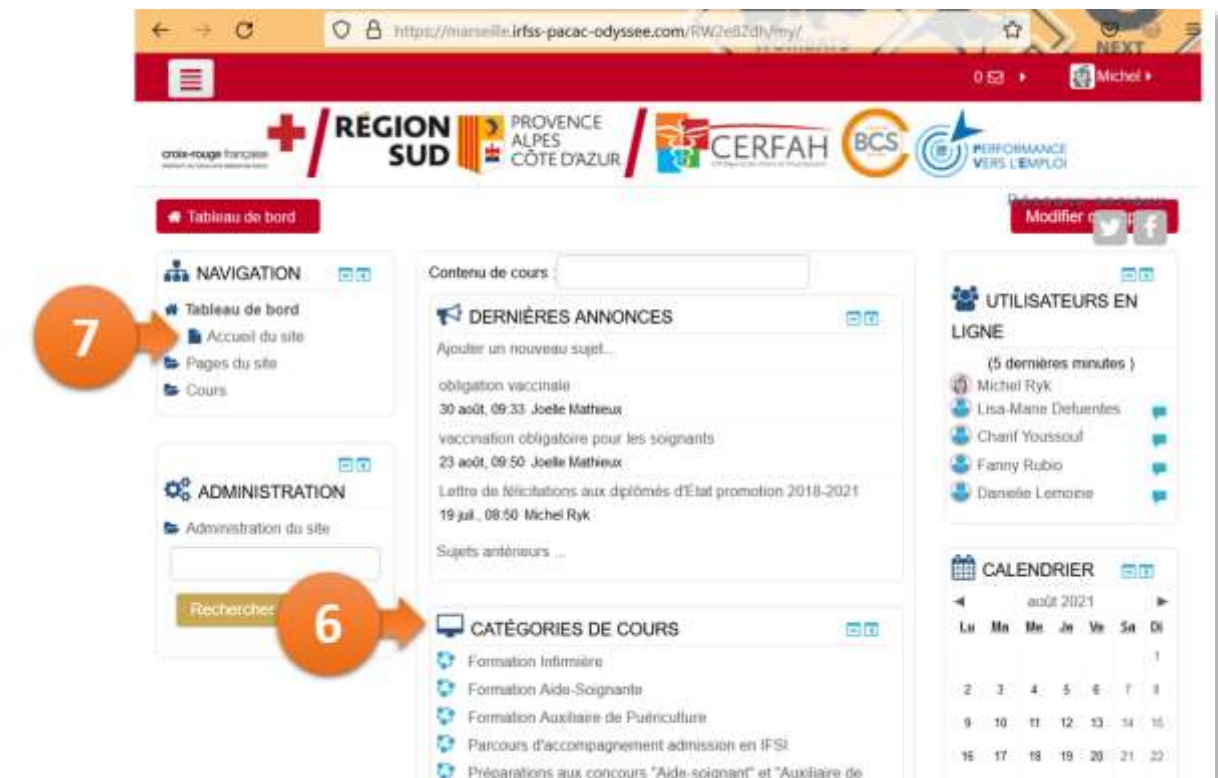 https://marseille.irfss-pacac-odyssee.com/RW2e8Zdh/my/
NEXT
0
Michel
croix-rouge française
RÉGION SUD
PROVENCE ALPES CÔTE D'AZUR
CERFAH
BCS
PERFORMANCE VERS L'EMPLOI
Tableau de bord
Modifier
NAVIGATION
Tableau de bord
Accueil du site
Pages du site
Cours
7
ADMINISTRATION
Administration du site
Rechercher
6
Contenu de cours :
DERNIÈRES ANNONCES
Ajouter un nouveau sujet...
obligation vaccinale
30 août, 09:33 Joelle Mathieux
vaccination obligatoire pour les soignants
23 août, 09:50 Joelle Mathieux
Lettre de félicitations aux diplômés d'État promotion 2018-2021
19 juil., 08:50 Michel Ryk
Sujets antérieurs ...
CATÉGORIES DE COURS
Formation Infirmière
Formation Aide-Soignante
Formation Auxiliaire de Puériculture
Parcours d'accompagnement admission en IFSI
Préparations aux concours "Aide-soignant" et "Auxiliaire de
UTILISATEURS EN
LIGNE
(5 dernières minutes )
Michel Ryk
Lisa-Marie Defuentes
Charif Youssouf
Fanny Rubio
Danielle Lemoine
CALENDRIER
août 2021
Lu Ma Me Je Ve Sa Di
1
2 3 4 5 6 7 8
9 10 11 12 13 14 15
16 17 18 19 20 21 22